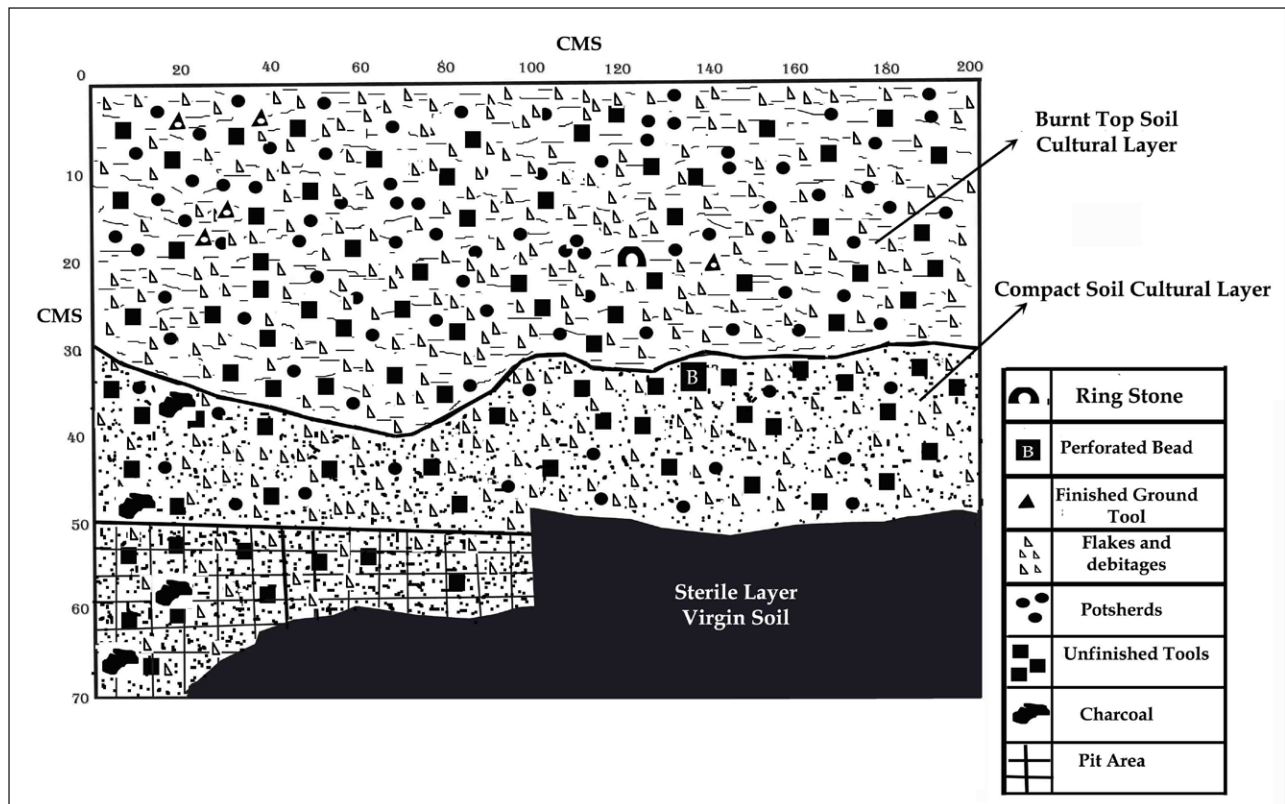 CMS
0 20 40 60 80 100 120 140 160 180 200
Burnt Top Soil
Cultural Layer
10
20
Compact Soil Cultural Layer
CMS
30
B
Ring Stone
40
B
Perforated Bead
Finished Ground
Tool
50
Flakes and
debitages
Sterile Layer
Virgin Soil
60
Potsherds
Unfinished Tools
70
Charcoal
Pit Area